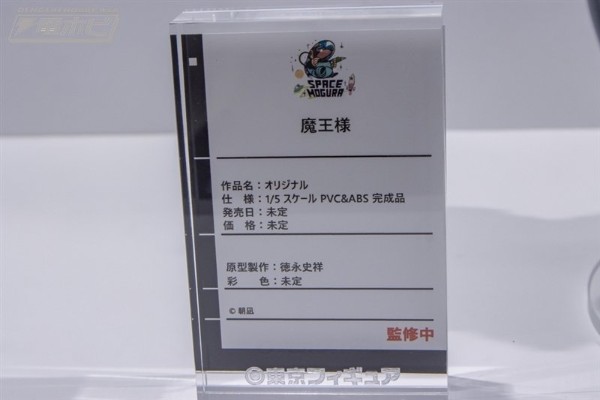 電ホビ
SPACE
MOGURA
魔王様
作品名：オリジナル
仕　様：1/5 スケール PVC&ABS 完成品
発売日：未定
価　格：未定
原型製作：徳永史祥
彩　　色：未定
© 朝凪
監修中
東京フィギュア